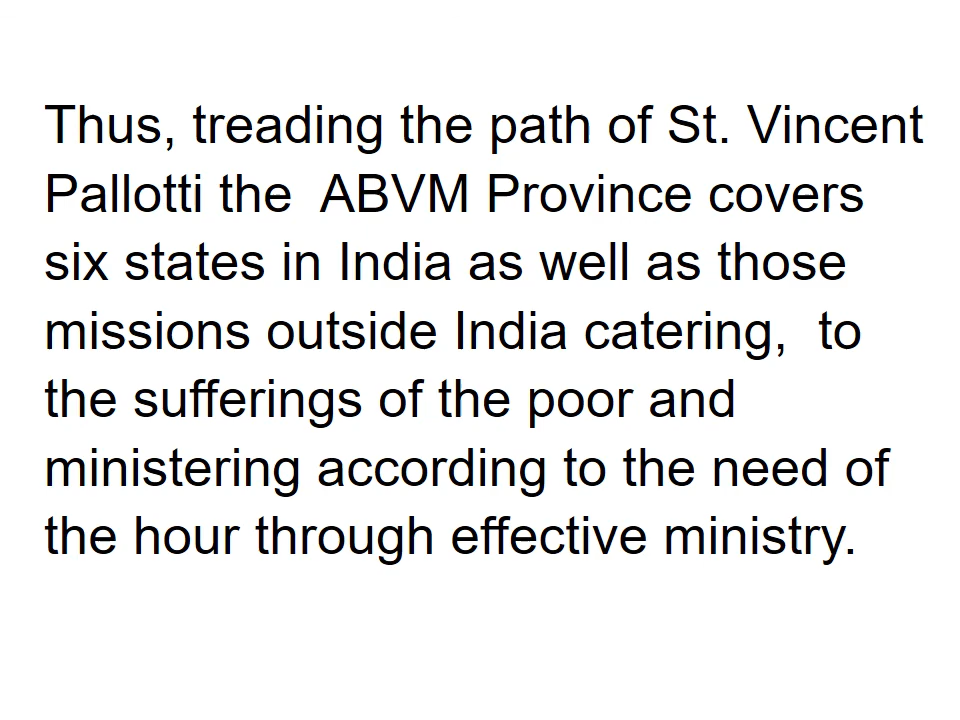 Thus, treading the path of St. Vincent
Pallotti the  ABVM Province covers
six states in India as well as those
missions outside India catering,  to
the sufferings of the poor and
ministering according to the need of
the hour through effective ministry.